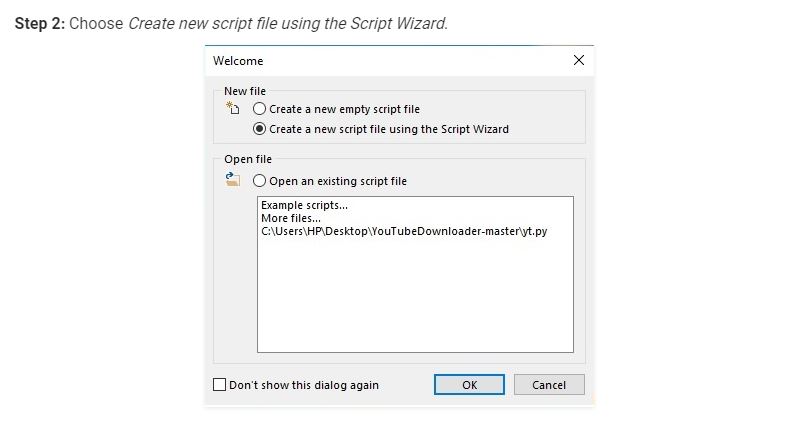 Step 2: Choose Create new script file using the Script Wizard.
Welcome
New file
Create a new empty script file
Create a new script file using the Script Wizard
Open file
Open an existing script file
Example scripts...
More files...
C:\Users\HP\Desktop\YouTubeDownloader-master\yt.py
Don't show this dialog again
OK
Cancel